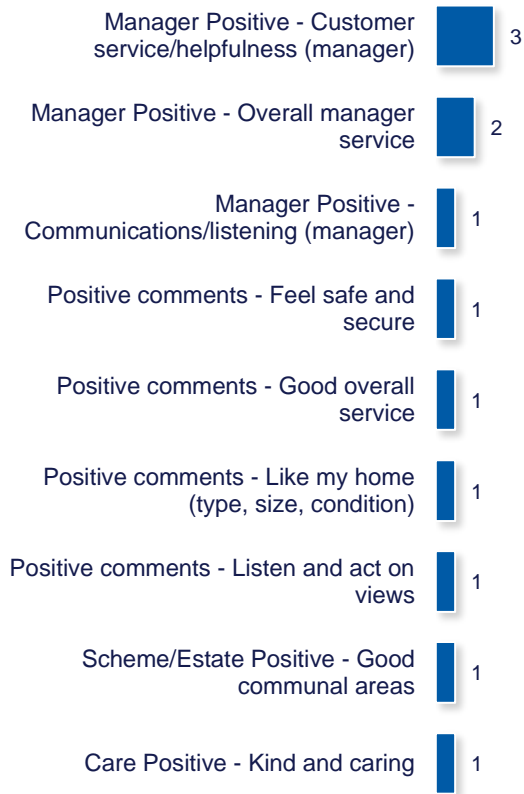 Manager Positive - Customer
service/helpfulness (manager)
3
Manager Positive - Overall manager
service
2
Manager Positive -
Communications/listening (manager)
1
Positive comments - Feel safe and
secure
1
Positive comments - Good overall
service
1
Positive comments - Like my home
(type, size, condition)
1
Positive comments - Listen and act on
views
1
Scheme/Estate Positive - Good
communal areas
1
Care Positive - Kind and caring
1